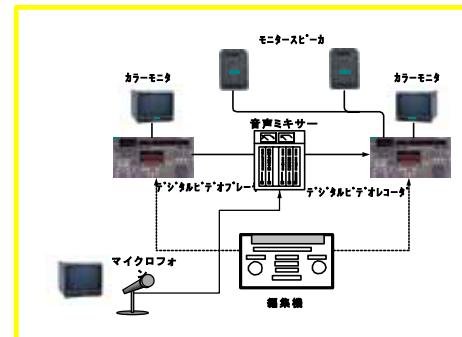 モニタースピーカ
カラーモニタ
カラーモニタ
音声ミキサー
デジタルビデオプレー
デジタルビデオレコーダ
マイクロフォ
ン
編集機